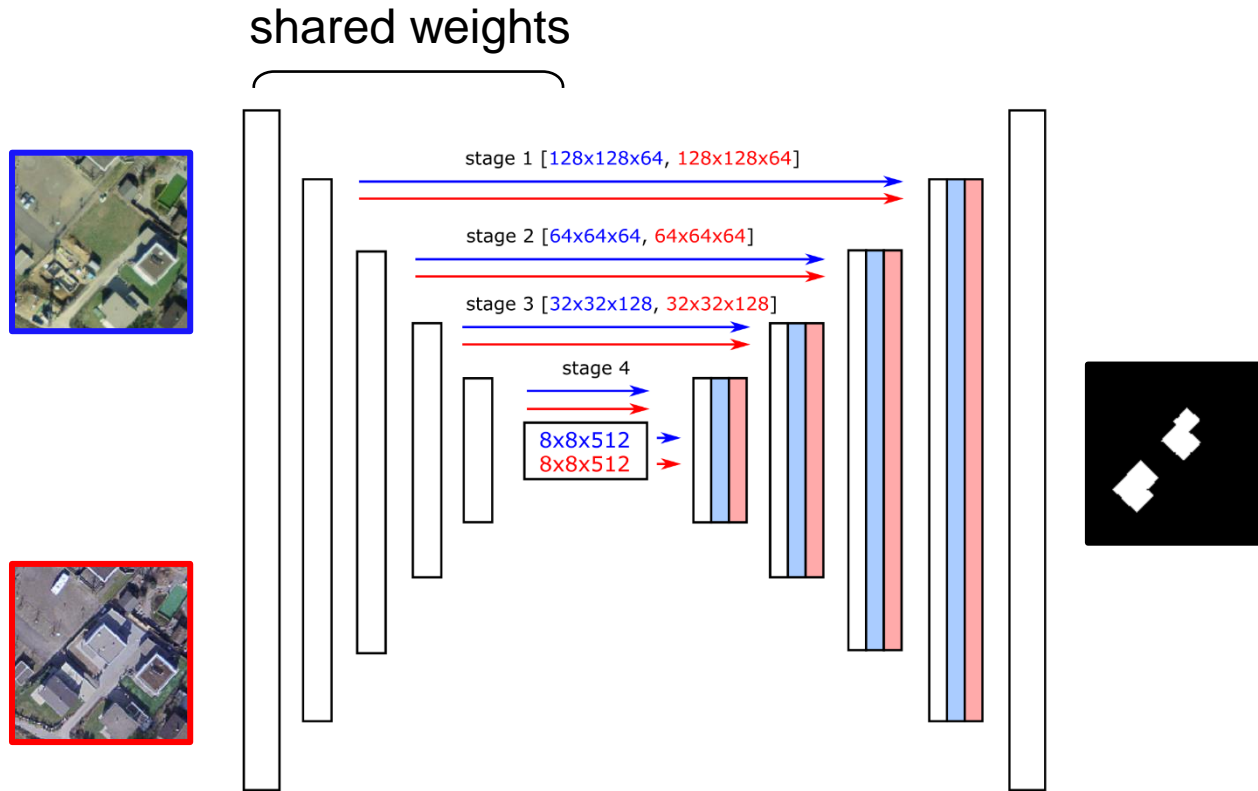 shared weights
stage 1 [128x128x64, 128x128x64]
stage 2 [64x64x64, 64x64x64]
stage 3 [32x32x128, 32x32x128]
stage 4
8x8x512
8x8x512